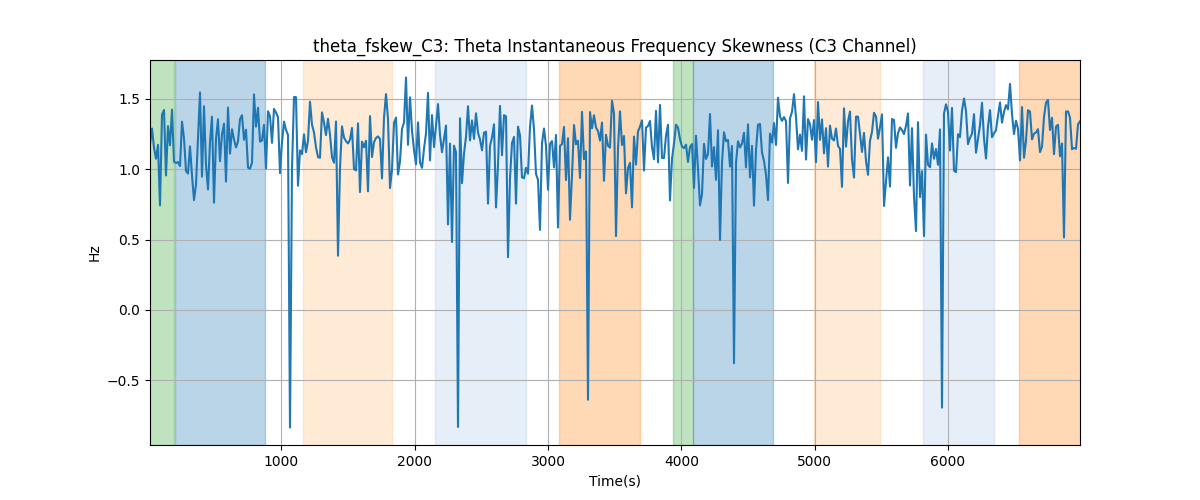 theta_fskew_C3: Theta Instantaneous Frequency Skewness (C3 Channel)
1.5
1.0
0.5
0.0
−0.5
Hz
1000 2000 3000 4000 5000 6000
Time(s)